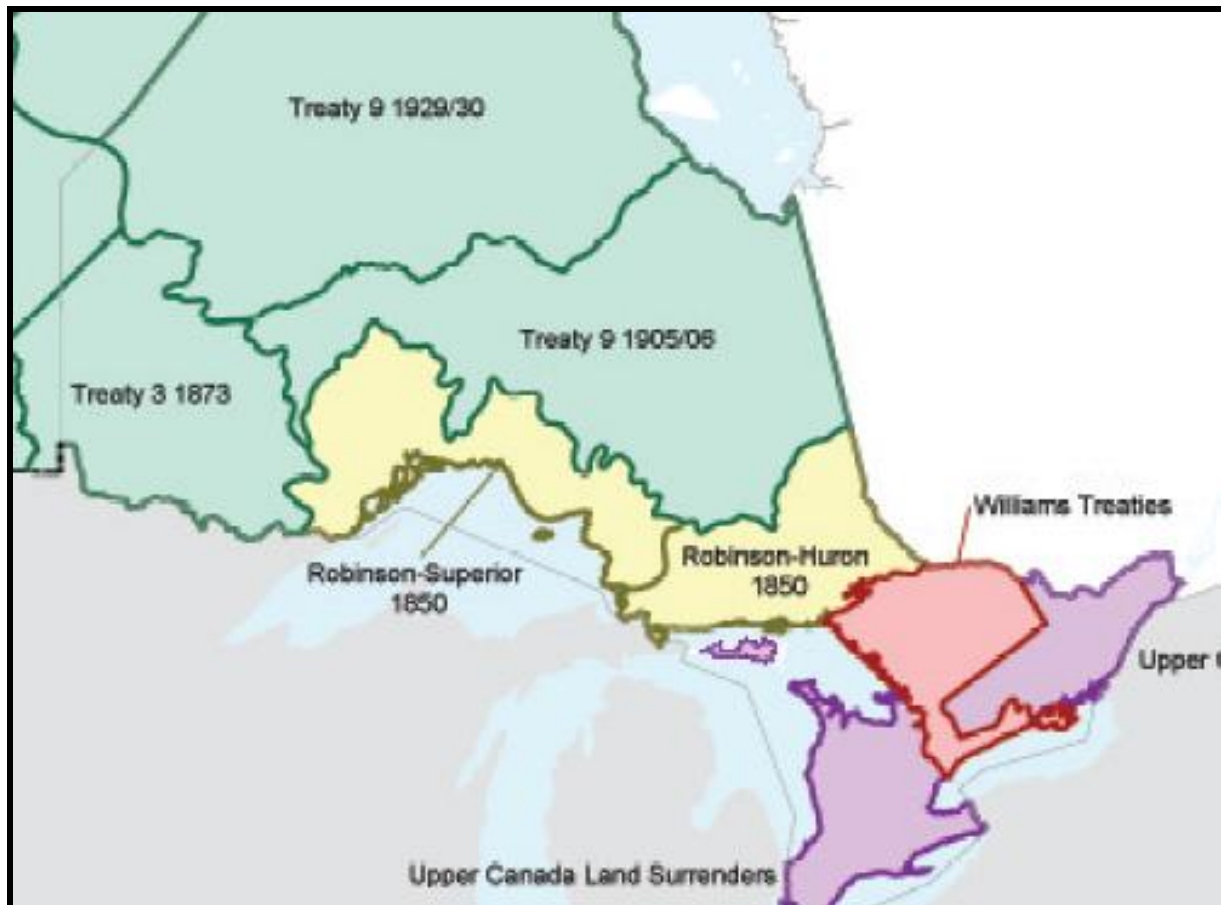 Treaty 9 1929/30
Treaty 9 1905/06
Treaty 3 1873
Williams Treaties
Robinson-Huron
1850
Robinson-Superior
1850
Upper
Upper Canada Land Surrenders